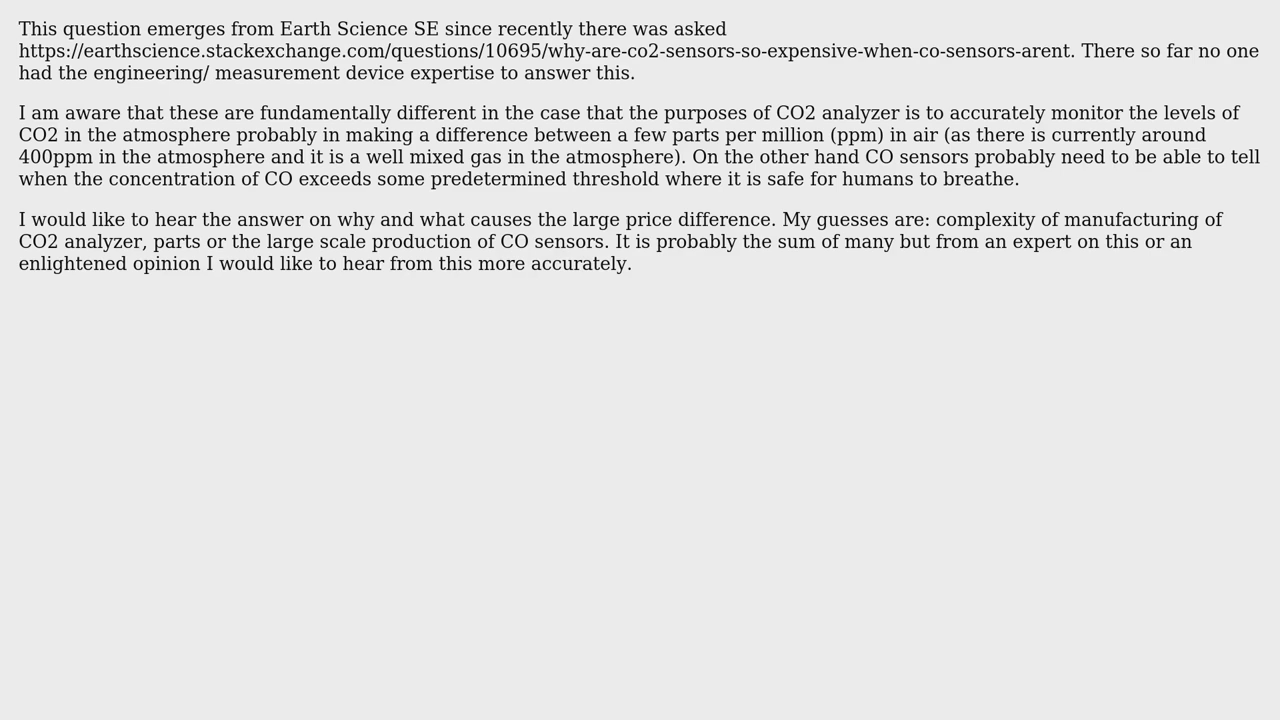 This question emerges from Earth Science SE since recently there was asked
https://earthscience.stackexchange.com/questions/10695/why-are-co2-sensors-so-expensive-when-co-sensors-arent. There so far no one
had the engineering/ measurement device expertise to answer this.
I am aware that these are fundamentally different in the case that the purposes of CO2 analyzer is to accurately monitor the levels of
CO2 in the atmosphere probably in making a difference between a few parts per million (ppm) in air (as there is currently around
400ppm in the atmosphere and it is a well mixed gas in the atmosphere). On the other hand CO sensors probably need to be able to tell
when the concentration of CO exceeds some predetermined threshold where it is safe for humans to breathe.
I would like to hear the answer on why and what causes the large price difference. My guesses are: complexity of manufacturing of
CO2 analyzer, parts or the large scale production of CO sensors. It is probably the sum of many but from an expert on this or an
enlightened opinion I would like to hear from this more accurately.